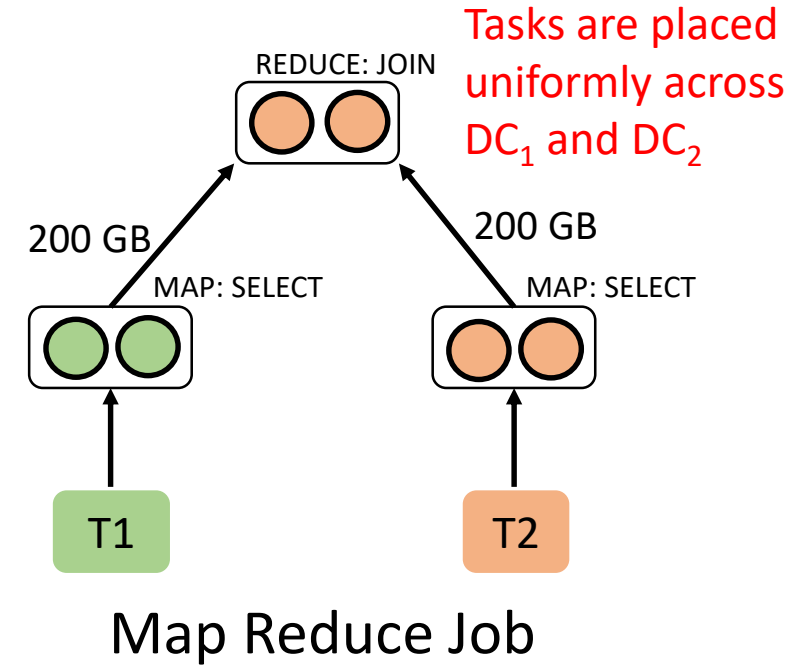 Tasks are placed
uniformly across
DC₁ and DC₂
REDUCE: JOIN
200 GB
200 GB
MAP: SELECT
MAP: SELECT
T1
T2
Map Reduce Job